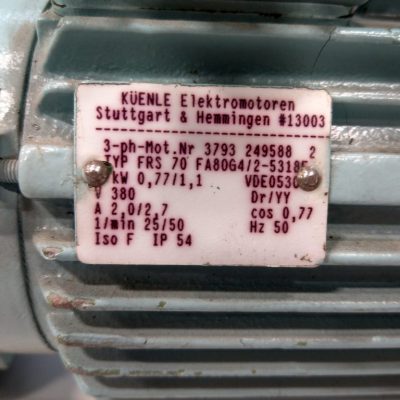 KÜENLE Elektromotoren
Stuttgart & Hemmingen #13003
3-ph-Mot.Nr 3793 249588 2
TYP FRS 70 FA80G4/2-5318F
kW 0,77/1,1 VDE0530
V 380 Dr/YY
A 2,0/2,7 cos 0,77
1/min 25/50 Hz 50
Iso F IP 54